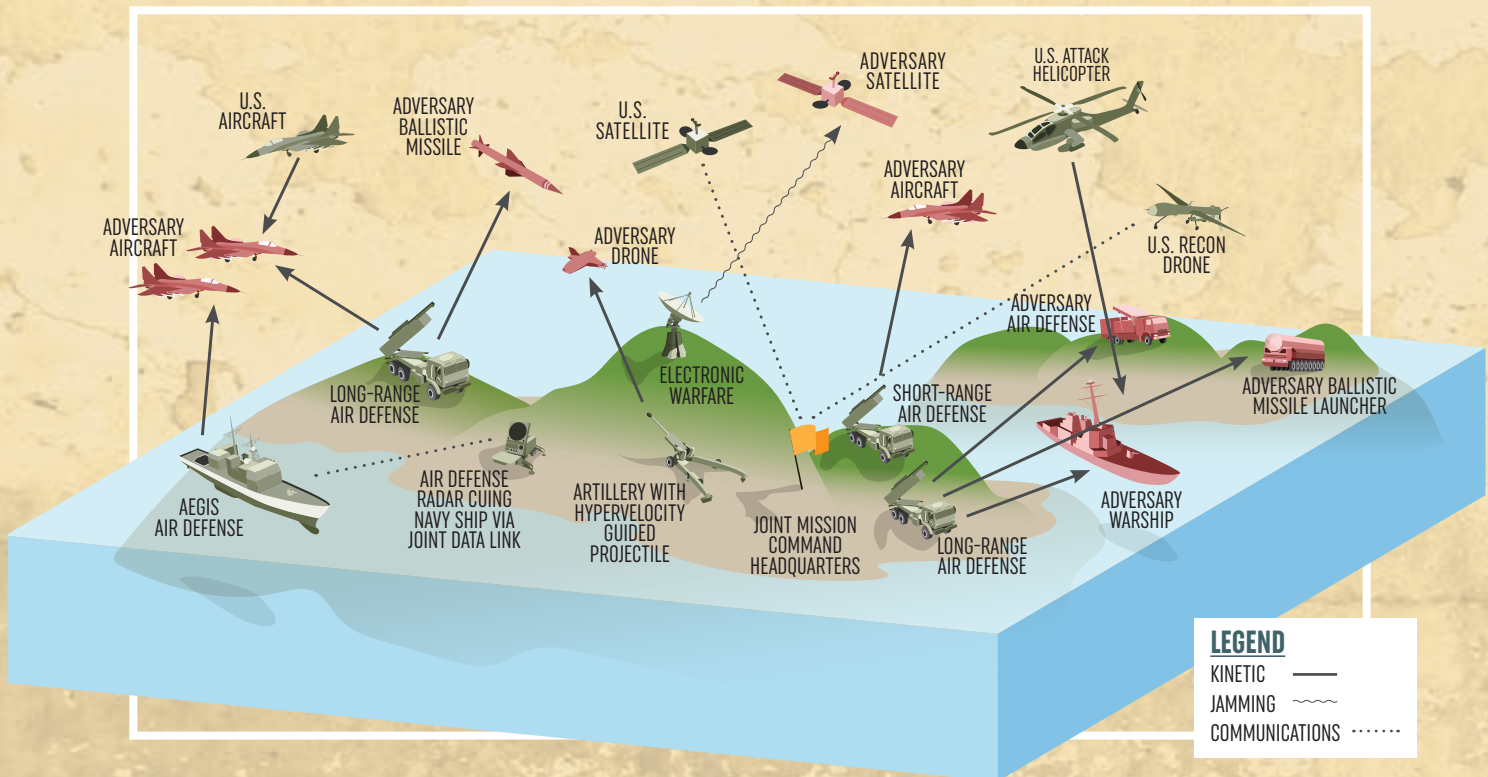 U.S.
AIRCRAFT
ADVERSARY
BALLISTIC
MISSILE
U.S.
SATELLITE
ADVERSARY
SATELLITE
U.S. ATTACK
HELICOPTER
ADVERSARY
AIRCRAFT
ADVERSARY
DRONE
ADVERSARY
AIRCRAFT
U.S. RECON
DRONE
LONG-RANGE
AIR DEFENSE
ELECTRONIC
WARFARE
SHORT-RANGE
AIR DEFENSE
ADVERSARY
AIR DEFENSE
ADVERSARY BALLISTIC
MISSILE LAUNCHER
AEGIS
AIR DEFENSE
AIR DEFENSE
RADAR CUING
NAVY SHIP VIA
JOINT DATA LINK
ARTILLERY WITH
HYPERVELOCITY
GUIDED
PROJECTILE
JOINT MISSION
COMMAND
HEADQUARTERS
LONG-RANGE
AIR DEFENSE
ADVERSARY
WARSHIP
LEGEND
KINETIC
JAMMING
COMMUNICATIONS